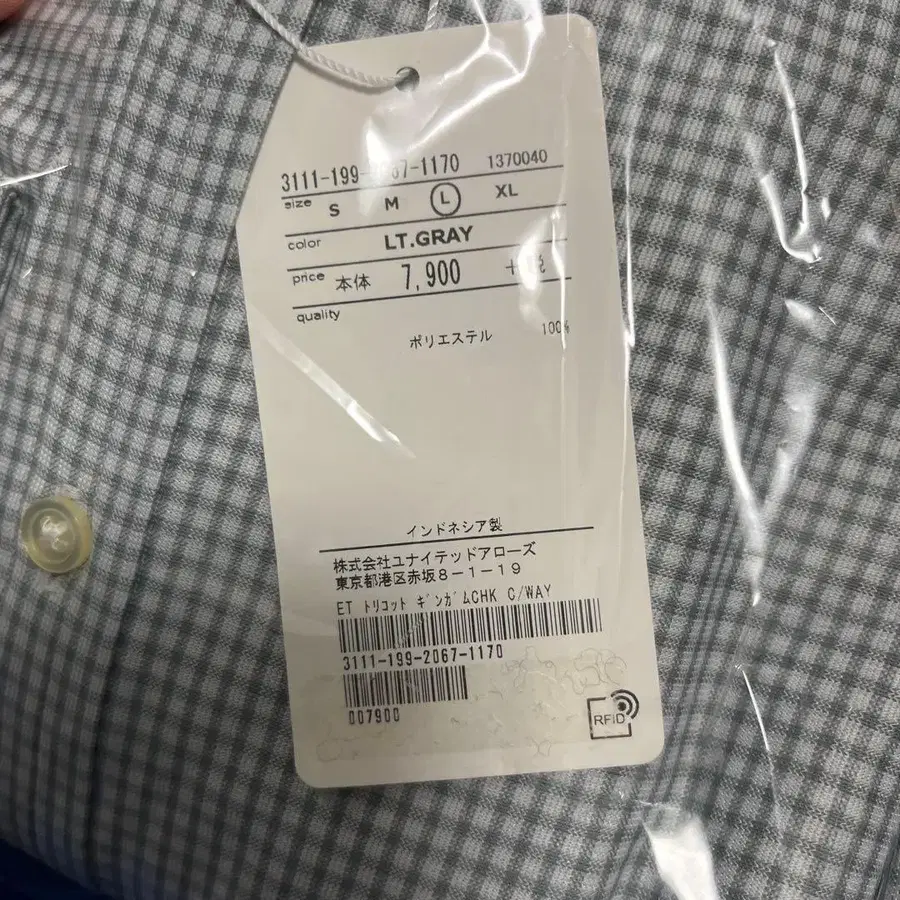 3111-199-2067-1170 1370040
size S M L XL
color LT.GRAY
price 本体 7,900 +税
quality
ポリエステル 100%
インドネシア製
株式会社ユナイテッドアローズ
東京都港区赤坂8-1-19
ET ﾄﾘｺｯﾄ ｷﾞﾝｶﾞﾑCHK C/WAY
3111-199-2067-1170
007900
RFID